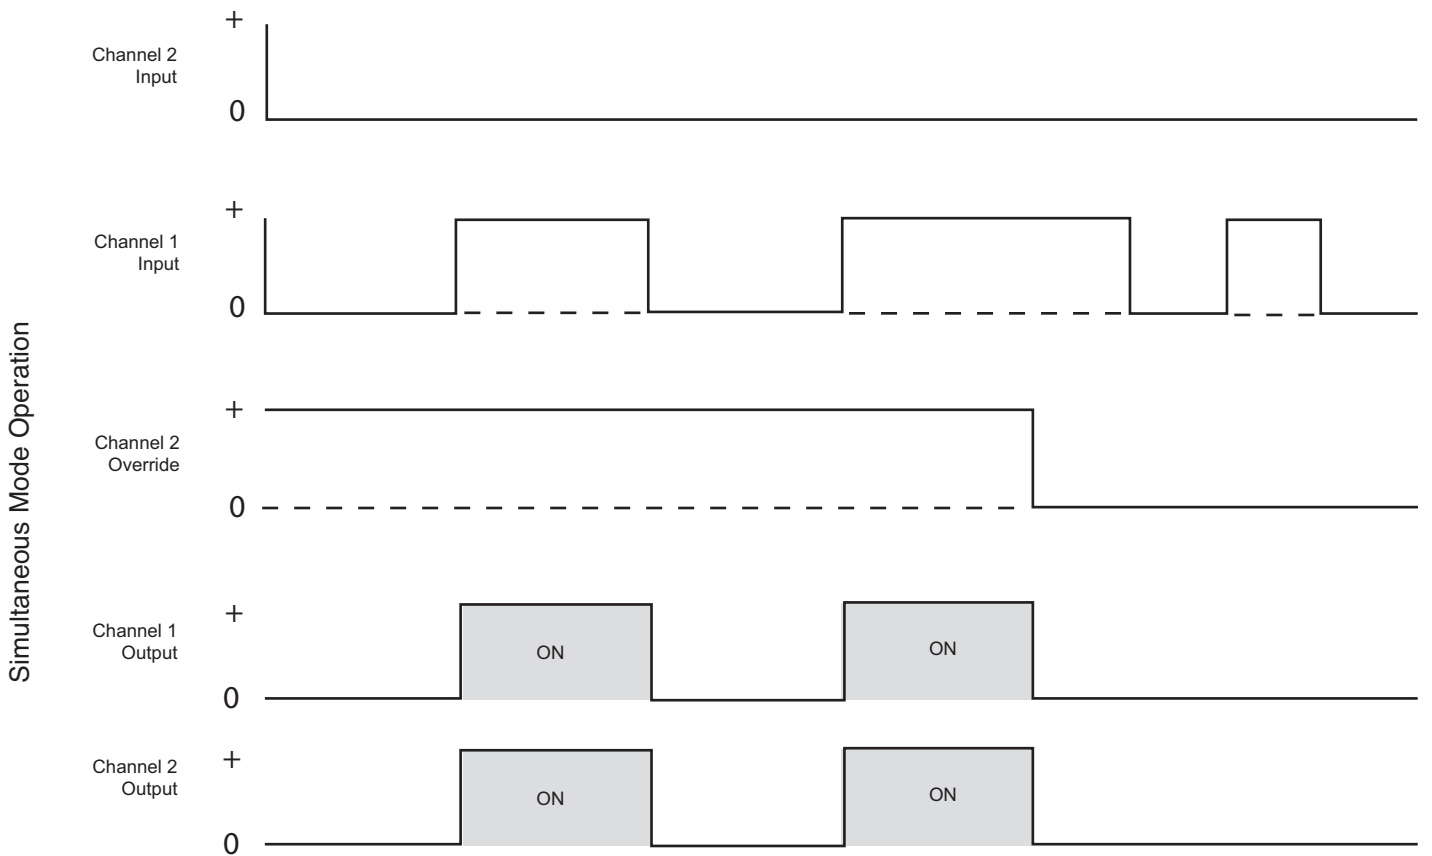 Simultaneous Mode Operation
+
Channel 2
Input
0
+
Channel 1
Input
0
+
Channel 2
Override
0
+
Channel 1
Output
ON
ON
0
+
Channel 2
Output
ON
ON
0